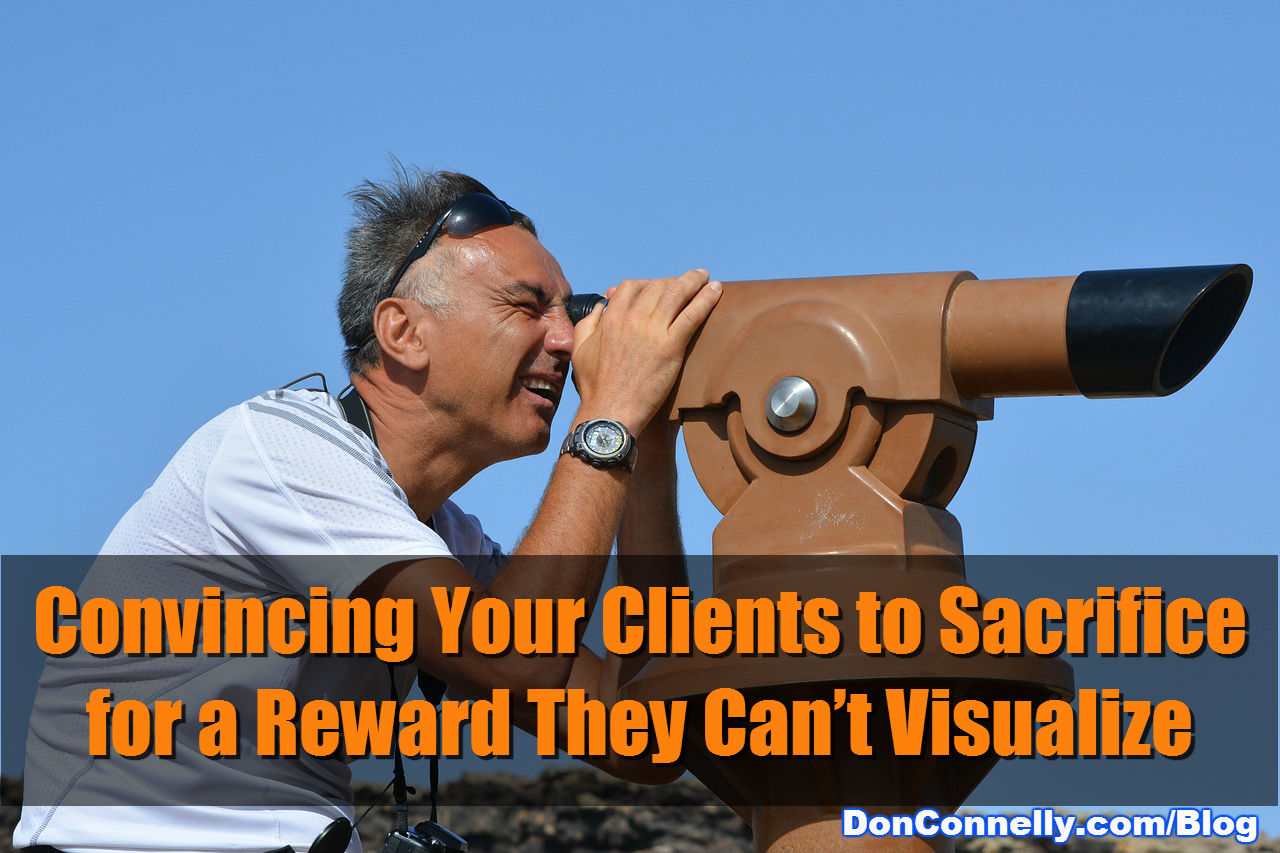 Convincing Your Clients to Sacrifice
for a Reward They Can’t Visualize
DonConnelly.com/Blog